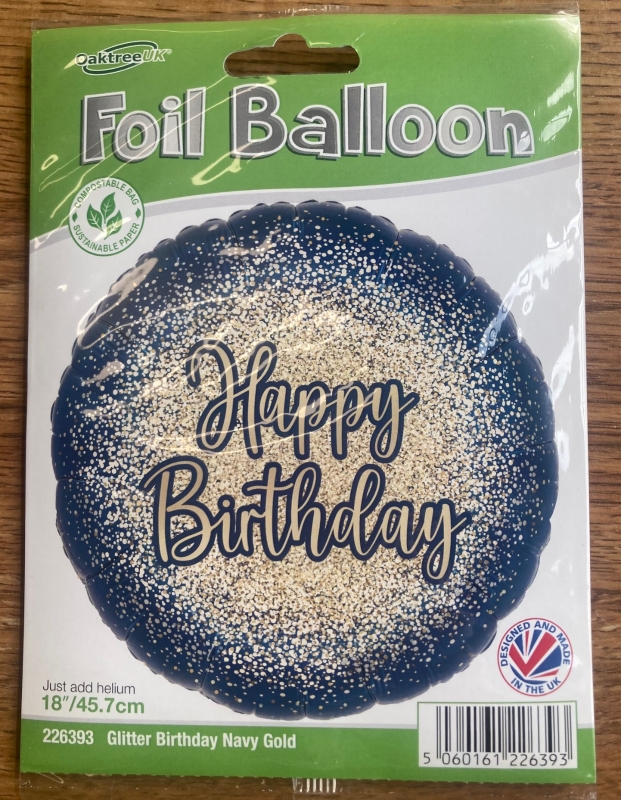 OaktreeUK
Foil Balloon
COMPOSTABLE BAG
SUSTAINABLE PAPER
Happy
Birthday
DESIGNED AND MADE
IN THE UK
Just add helium
18"/45.7cm
226393 Glitter Birthday Navy Gold
5 060161 226393